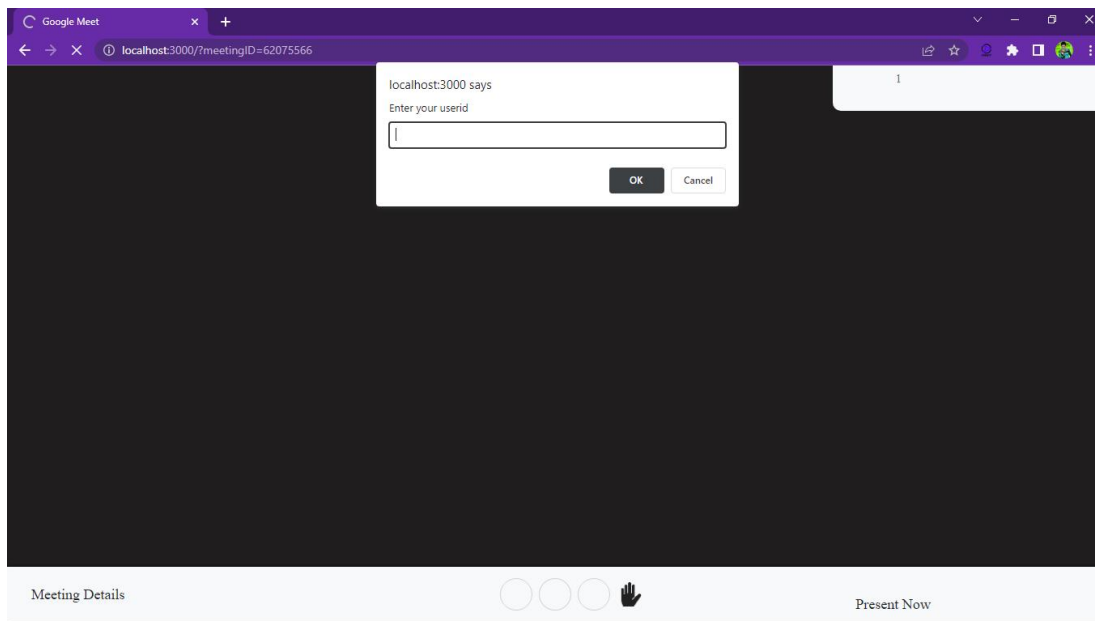 Google Meet
localhost:3000/?meetingID=62075566
localhost:3000 says
Enter your userid
OK
Cancel
1
Meeting Details
Present Now